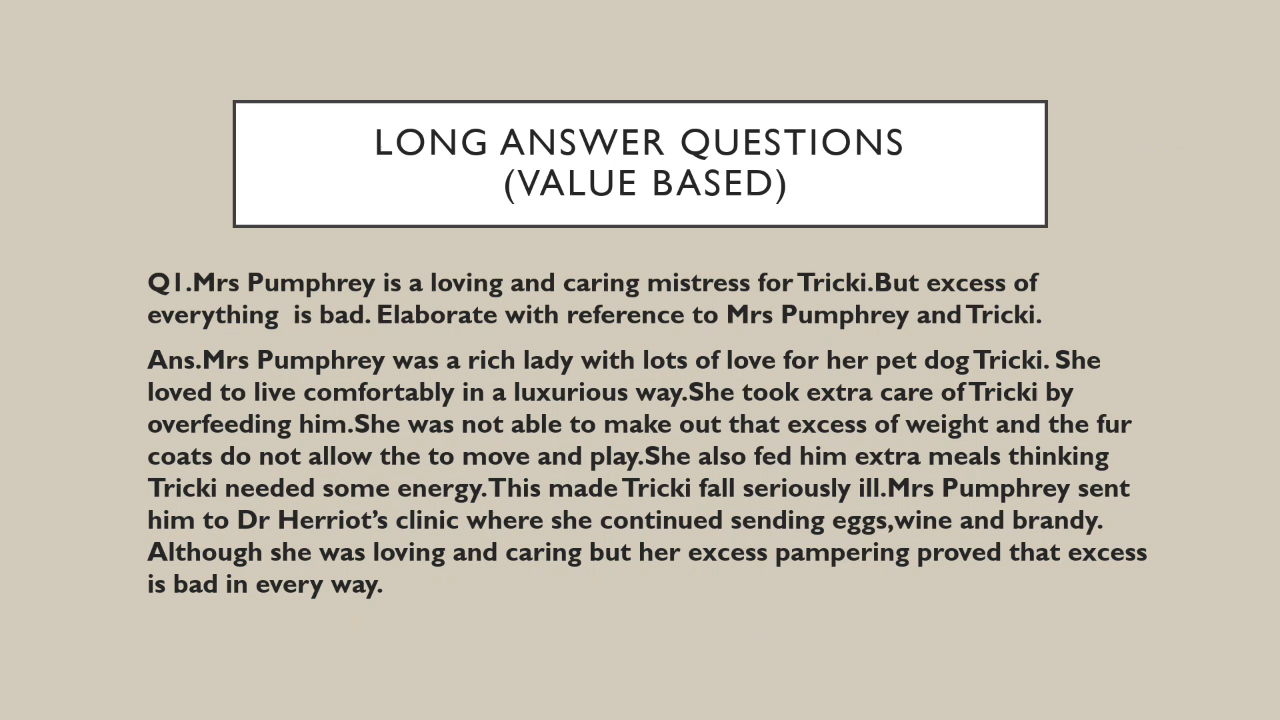 LONG ANSWER QUESTIONS
(VALUE BASED)
Q1.Mrs Pumphrey is a loving and caring mistress for Tricki.But excess of
everything  is bad. Elaborate with reference to Mrs Pumphrey and Tricki.
Ans.Mrs Pumphrey was a rich lady with lots of love for her pet dog Tricki. She
loved to live comfortably in a luxurious way.She took extra care of Tricki by
overfeeding him.She was not able to make out that excess of weight and the fur
coats do not allow the to move and play.She also fed him extra meals thinking
Tricki needed some energy.This made Tricki fall seriously ill.Mrs Pumphrey sent
him to Dr Herriot’s clinic where she continued sending eggs,wine and brandy.
Although she was loving and caring but her excess pampering proved that excess
is bad in every way.